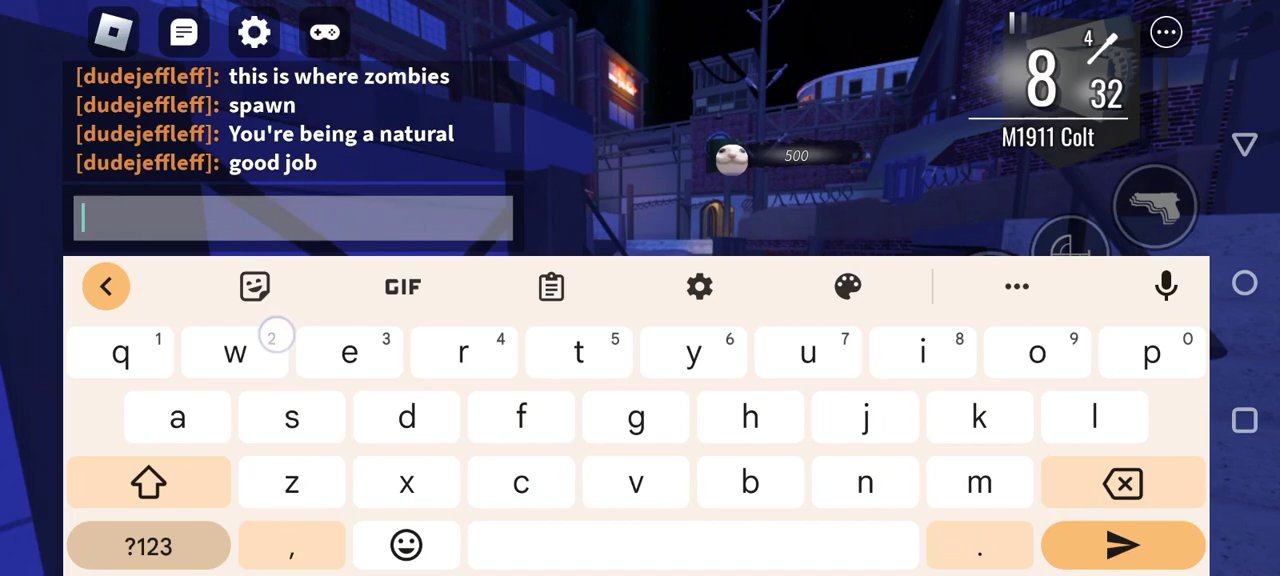 [dudejeffleff]: this is where zombies
[dudejeffleff]: spawn
[dudejeffleff]: You're being a natural
[dudejeffleff]: good job
4
8 32
M1911 Colt
500
GIF
q 1 w 2 e 3 r 4 t 5 y 6 u 7 i 8 o 9 p 0
a s d f g h j k l
z x c v b n m
?123 , .